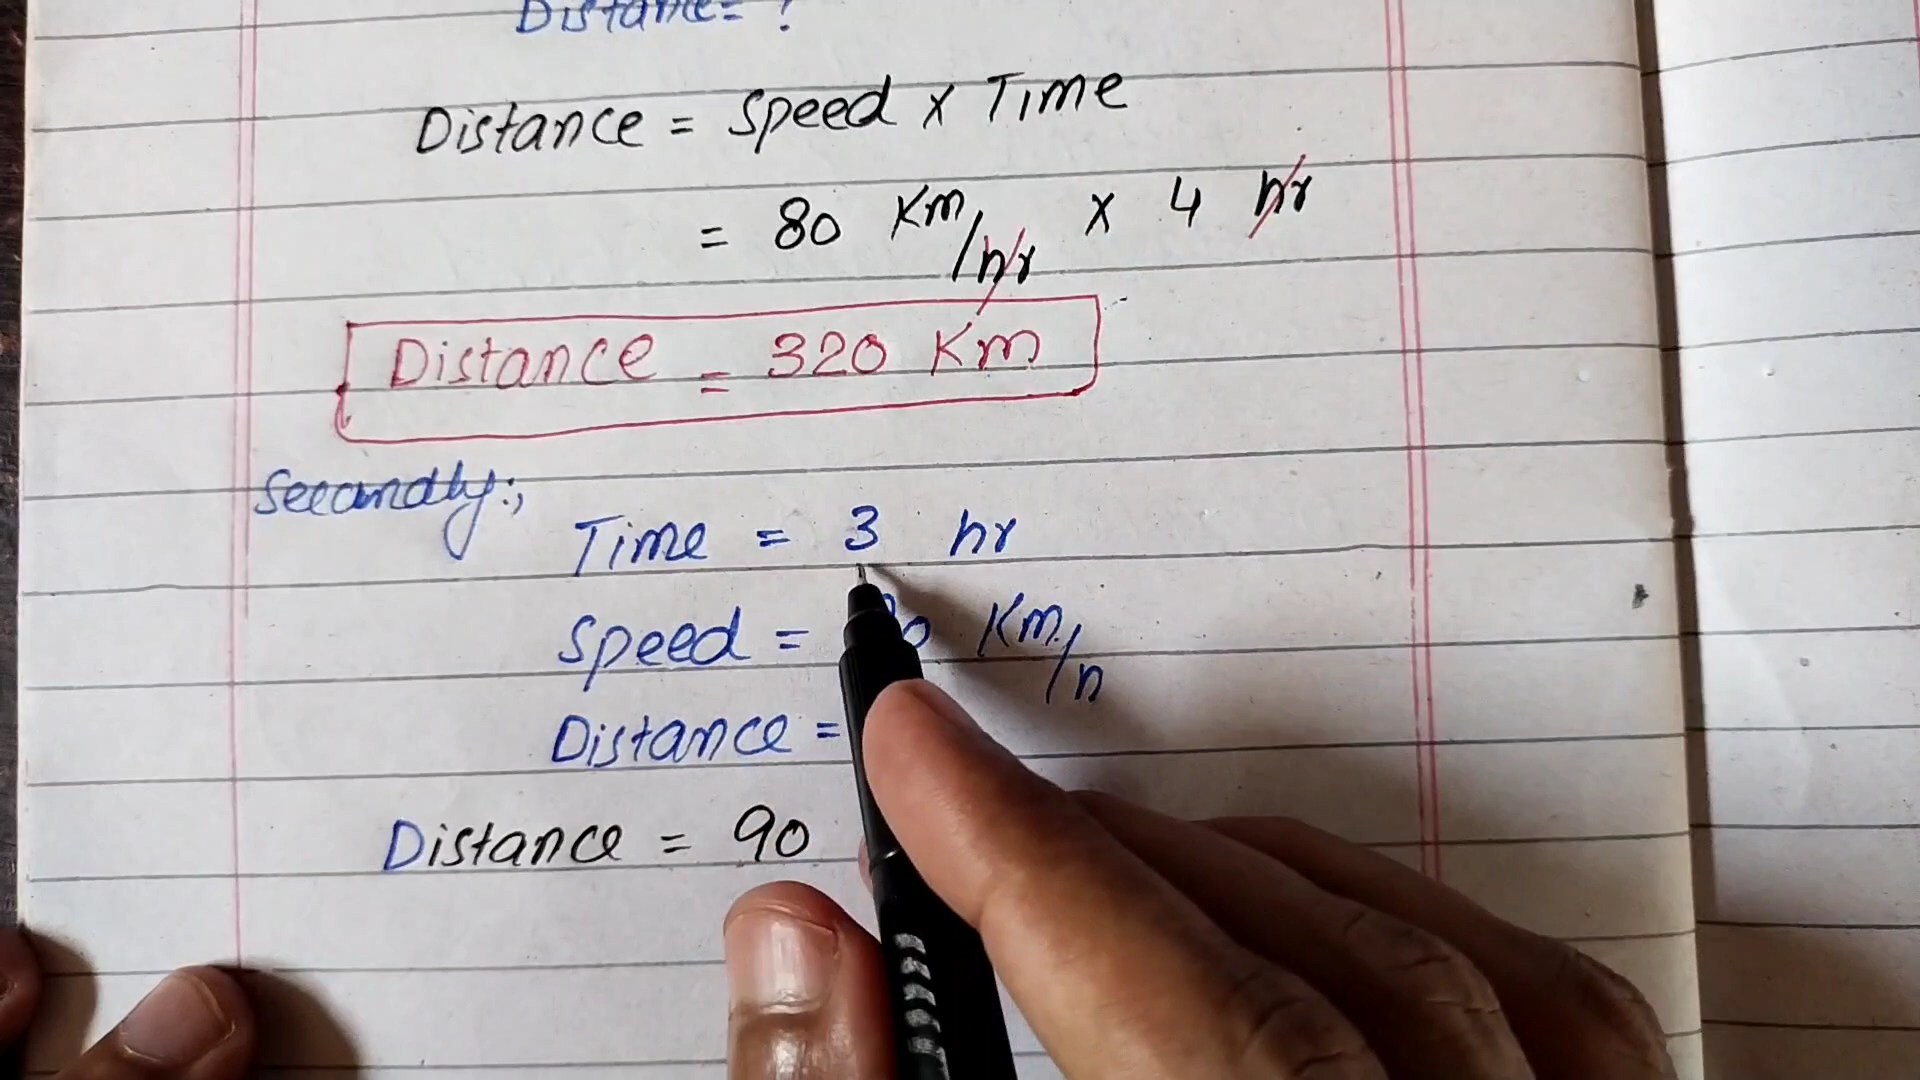 Distance= ?
Distance = Speed x Time
= 80 Km/hr x 4 hr
Distance = 320 Km
Secondly:,
Time = 3 hr
Speed = Km/h
Distance =
Distance = 90